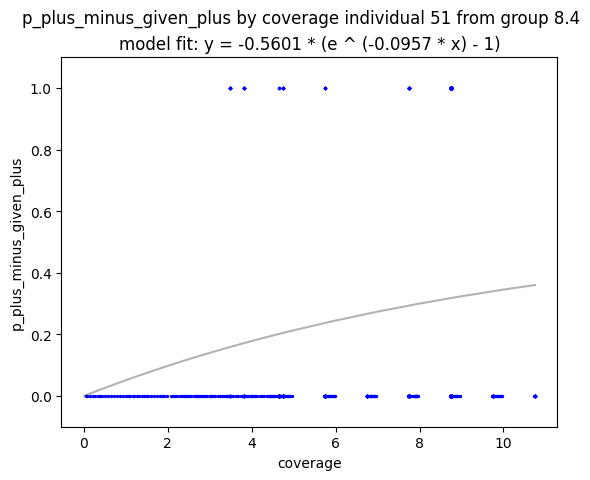 p_plus_minus_given_plus by coverage individual 51 from group 8.4
model fit: y = -0.5601 * (e ^ (-0.0957 * x) - 1)
1.0
0.8
0.6
0.4
0.2
0.0
p_plus_minus_given_plus
0 2 4 6 8 10
coverage